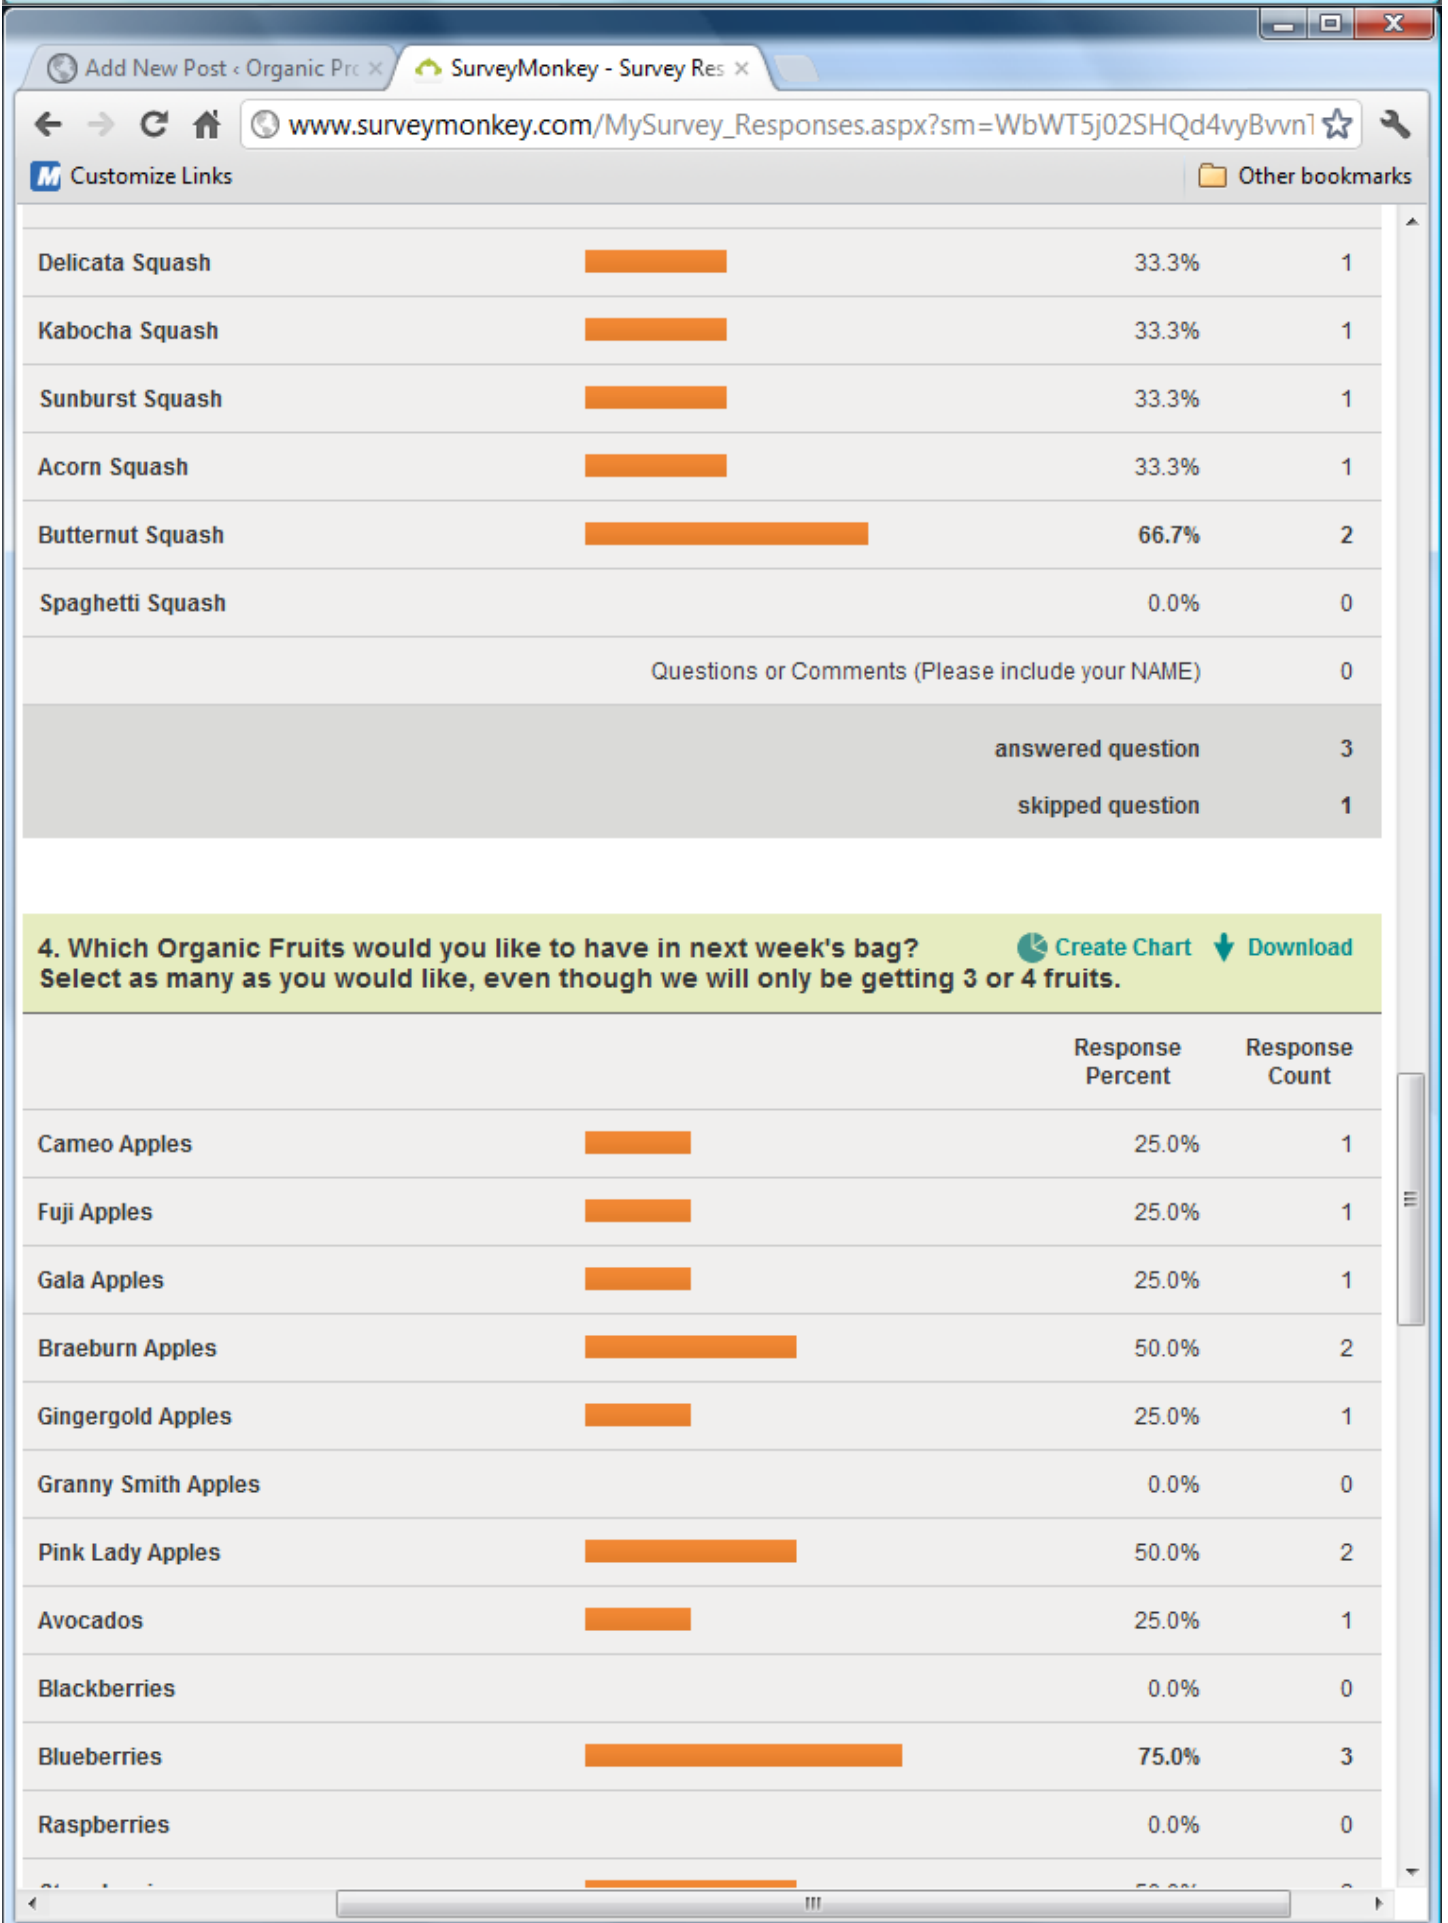 Add New Post ‹ Organic Pro
SurveyMonkey - Survey Res
www.surveymonkey.com/MySurvey_Responses.aspx?sm=WbWT5j02SHQd4vyBvvn
Customize Links
Other bookmarks
Delicata Squash 33.3% 1
Kabocha Squash 33.3% 1
Sunburst Squash 33.3% 1
Acorn Squash 33.3% 1
Butternut Squash 66.7% 2
Spaghetti Squash 0.0% 0
Questions or Comments (Please include your NAME) 0
answered question 3
skipped question 1
4. Which Organic Fruits would you like to have in next week's bag? Create Chart Download
Select as many as you would like, even though we will only be getting 3 or 4 fruits.
Response Response
Percent Count
Cameo Apples 25.0% 1
Fuji Apples 25.0% 1
Gala Apples 25.0% 1
Braeburn Apples 50.0% 2
Gingergold Apples 25.0% 1
Granny Smith Apples 0.0% 0
Pink Lady Apples 50.0% 2
Avocados 25.0% 1
Blackberries 0.0% 0
Blueberries 75.0% 3
Raspberries 0.0% 0